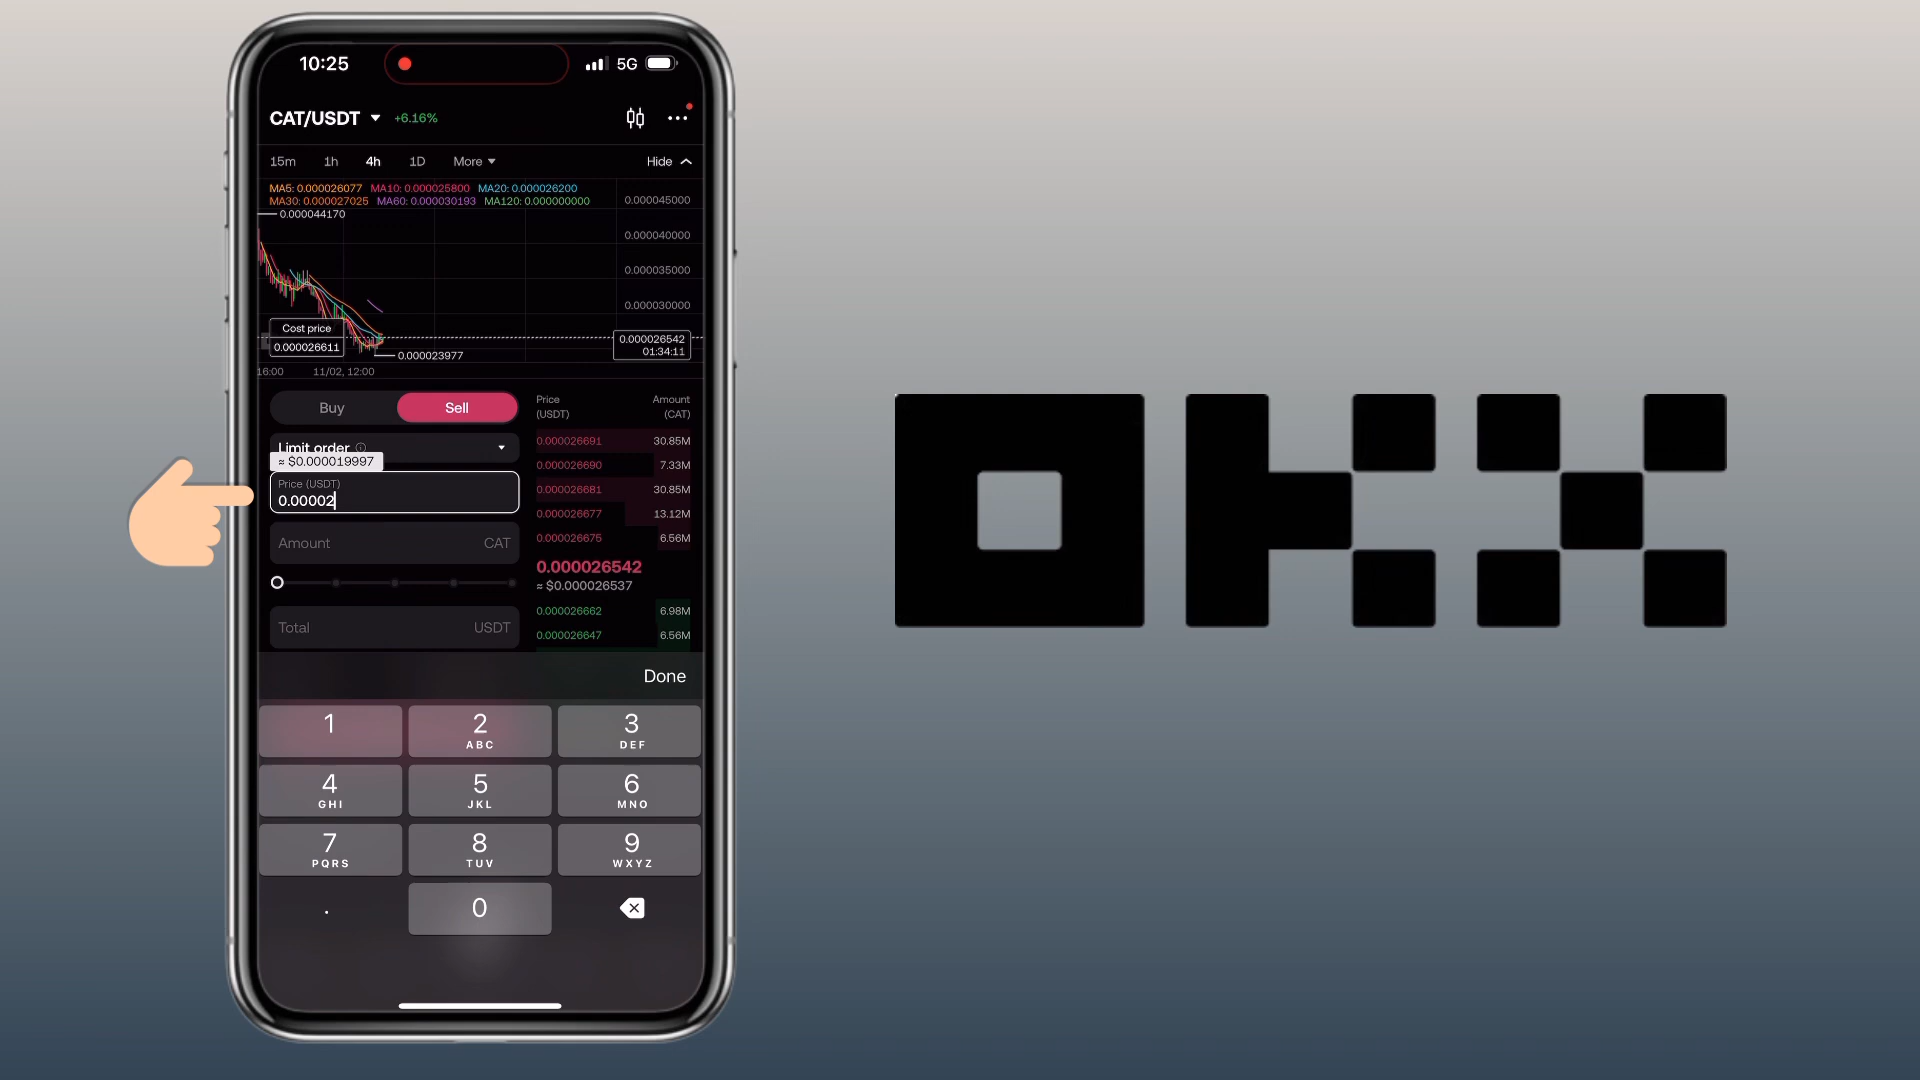 10:25
5G
CAT/USDT +6.16%
15m 1h 4h 1D More Hide
MA5: 0.000026077 MA10: 0.000025800 MA20: 0.000026200
MA30: 0.000027025 MA60: 0.000030193 MA120: 0.000000000
0.000045000
0.000044170
0.000040000
0.000035000
0.000030000
Cost price
0.000026611
0.000026542
01:34:11
0.000023977
16:00 11/02, 12:00
Buy Sell
Limit order
≈ $0.000019997
Price (USDT)
0.00002
Amount CAT
Total USDT
Price (USDT) Amount (CAT)
0.000026691 30.85M
0.000026690 7.33M
0.000026681 30.85M
0.000026677 13.12M
0.000026675 6.56M
0.000026542
≈ $0.000026537
0.000026662 6.98M
0.000026647 6.56M
Done
1
2 ABC
3 DEF
4 GHI
5 JKL
6 MNO
7 PQRS
8 TUV
9 WXYZ
.
0
OKX